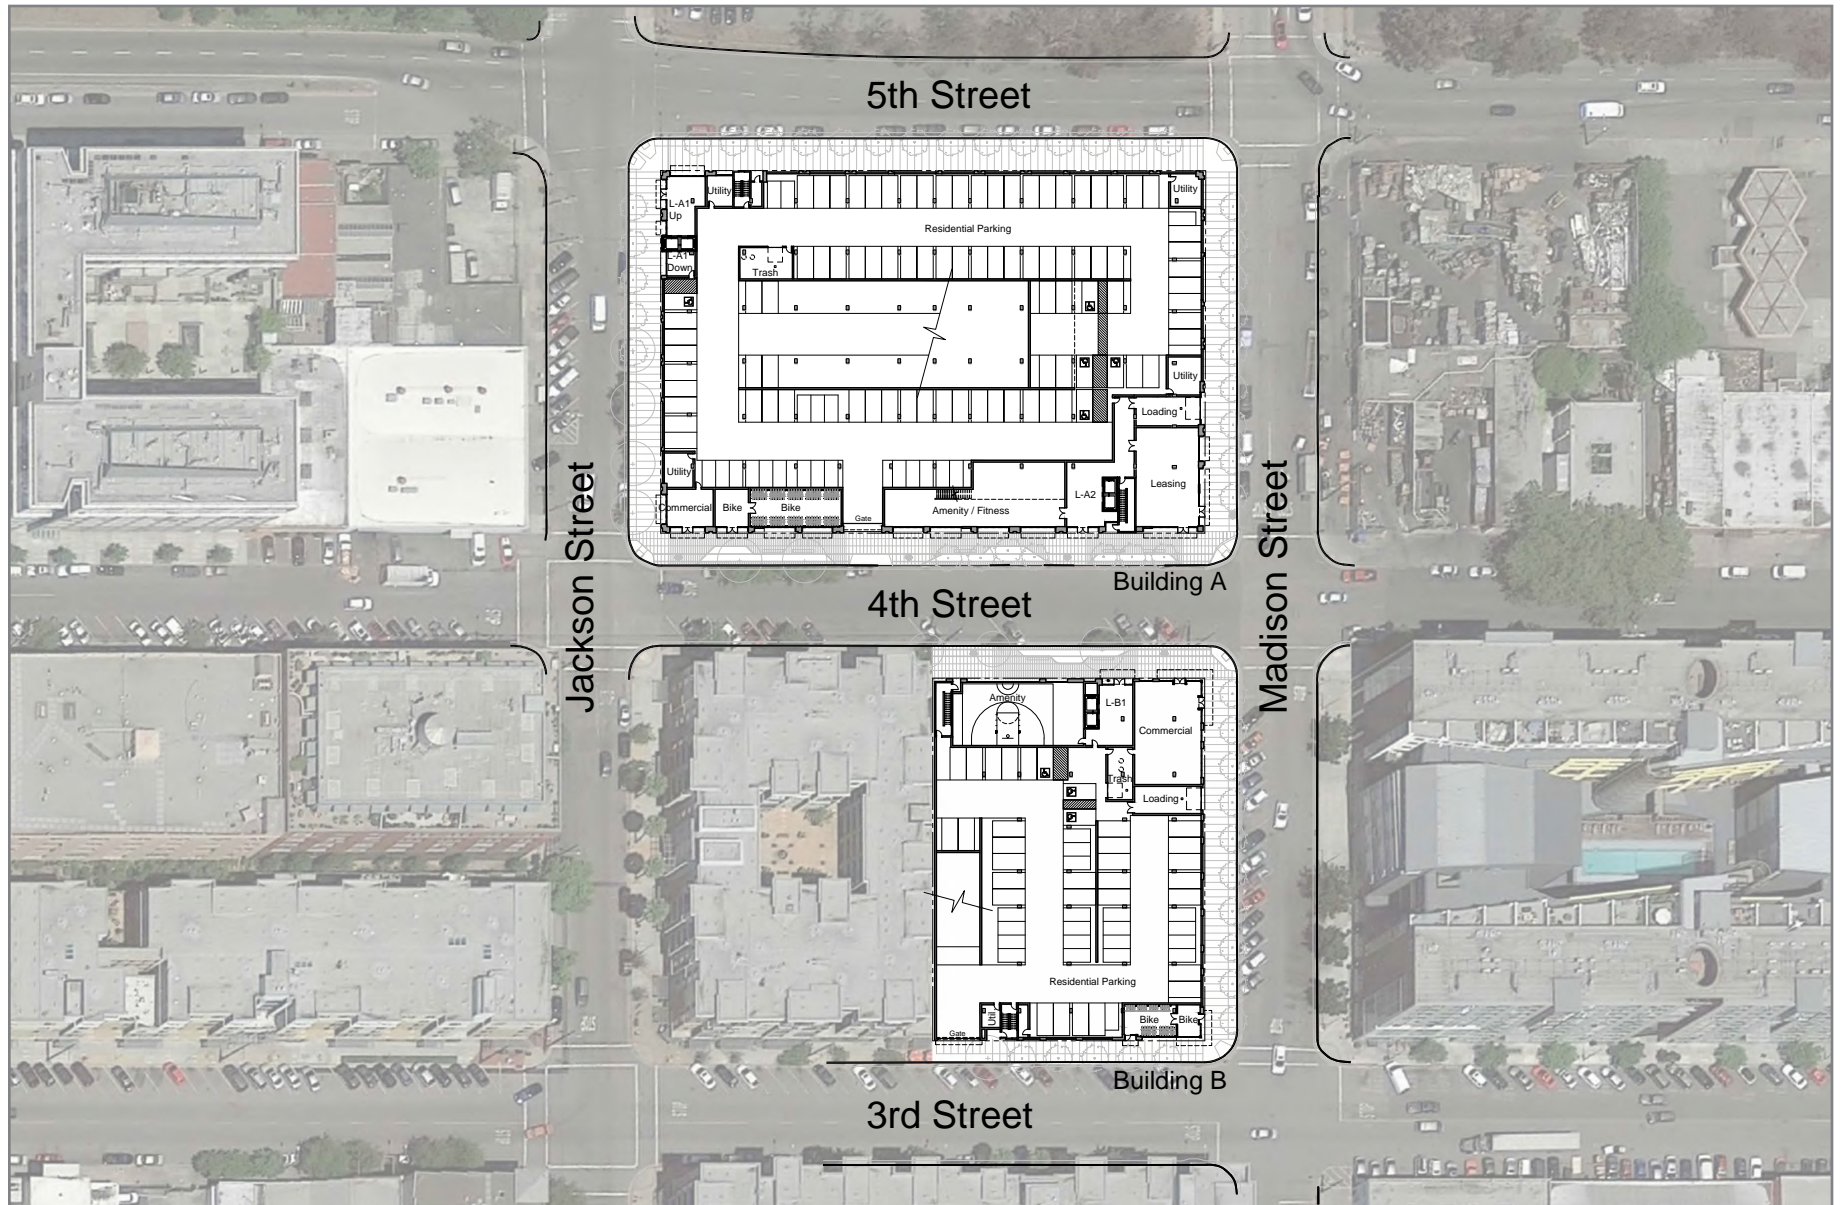 5th Street
L-A1
Up
Utility
Utility
Residential Parking
L-A1
Down
Trash
Utility
Loading
Utility
Leasing
Commercial
Bike
Bike
Gate
Amenity / Fitness
L-A2
Jackson Street
Madison Street
Building A
4th Street
Amenity
L-B1
Commercial
Trash
Loading
Residential Parking
Util
Gate
Bike
Bike
Building B
3rd Street